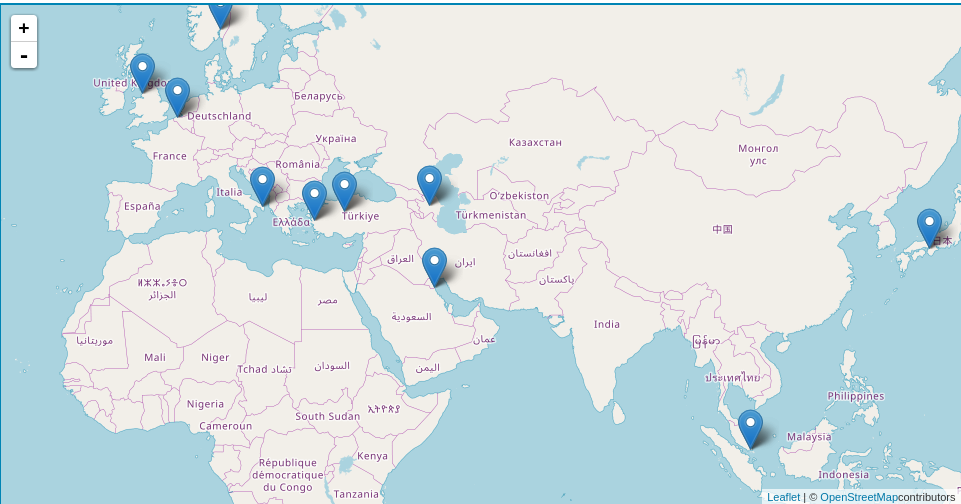 +
-
United K gdo
Беларусь
Deutschland
Україна
France
Казахстан
Монгол
улс
România
Italia
España
O'zbekiston
Türkmenistan
Ελλάδα
Türkiye
中国
日本
افغانستان
العراق
ایران
پاکستان
ⵍⵣⵣⴰⵢⴻⵔ
الجزائر
ليبيا
مصر
السعودية
India
عمان
موريتانيا
မြန်မာ
Mali
Niger
Tchad تشاد
السودان
اليمن
ประเทศไทย
Philippines
Nigeria
South Sudan
ኢትዮጵያ
Cameroun
Malaysia
Kenya
République
démocratique
du Congo
Indonesia
Tanzania
Leaflet | © OpenStreetMapcontributors